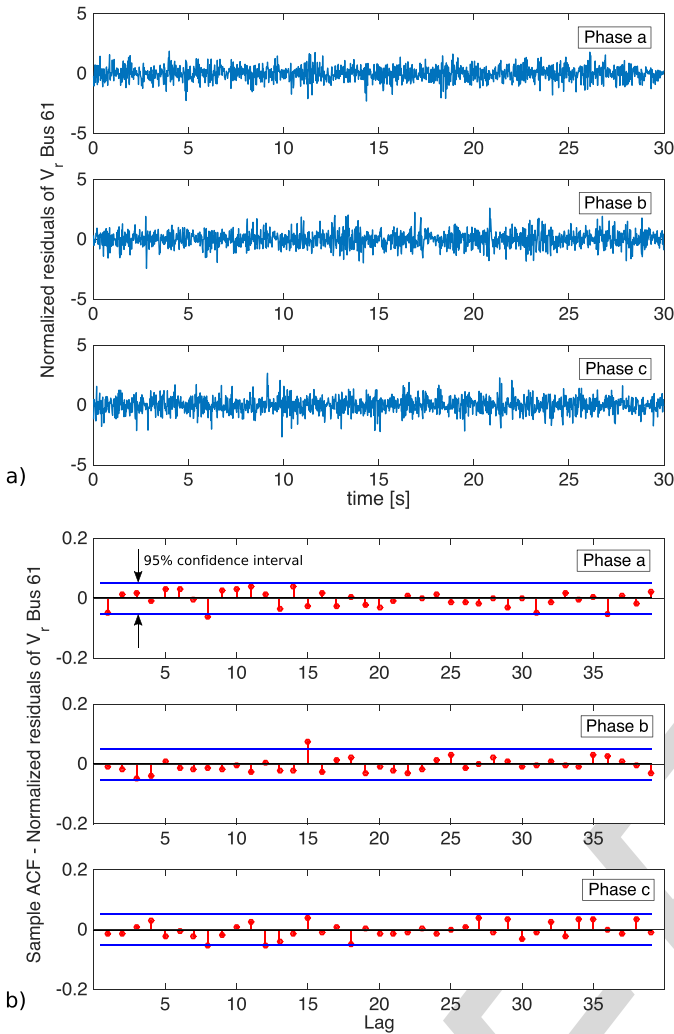 5
0
-5
Phase a
0 5 10 15 20 25 30
Normalized residuals of V_r Bus 61
5
0
-5
Phase b
0 5 10 15 20 25 30
5
0
-5
Phase c
0 5 10 15 20 25 30
time [s]
a)
0.2
0
-0.2
95% confidence interval
Phase a
5 10 15 20 25 30 35
Sample ACF - Normalized residuals of V_r Bus 61
0.2
0
-0.2
Phase b
5 10 15 20 25 30 35
0.2
0
-0.2
Phase c
5 10 15 20 25 30 35
Lag
b)